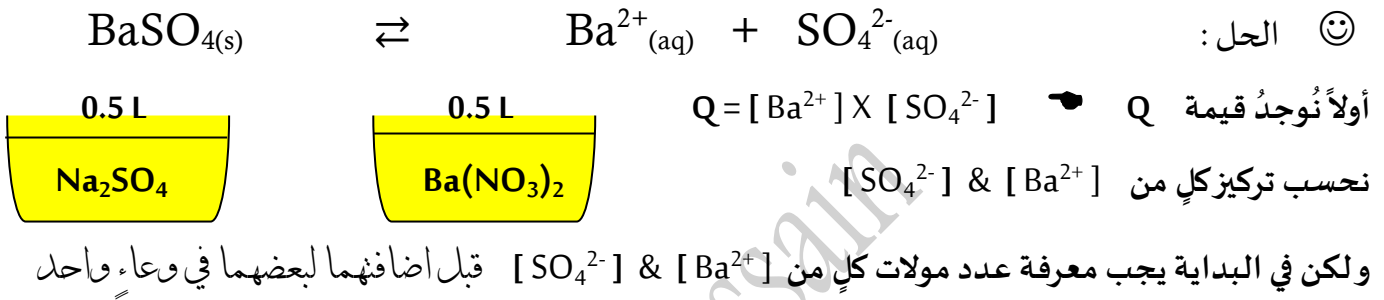 ☺ الحل :
BaSO₄(s) ⇄ Ba²⁺(aq) + SO₄²⁻(aq)
أولاً نُوجدُ قيمة Q ☚ Q = [ Ba²⁺ ] X [ SO₄²⁻ ]
0.5 L
0.5 L
نحسب تركيز كلٍ من [ Ba²⁺ ] & [ SO₄²⁻ ]
Ba(NO₃)₂
Na₂SO₄
ولكن في البداية يجب معرفة عدد مولات كلٍ من [ Ba²⁺ ] & [ SO₄²⁻ ] قبل اضافتهما لبعضهما في وعاءٍ واحد